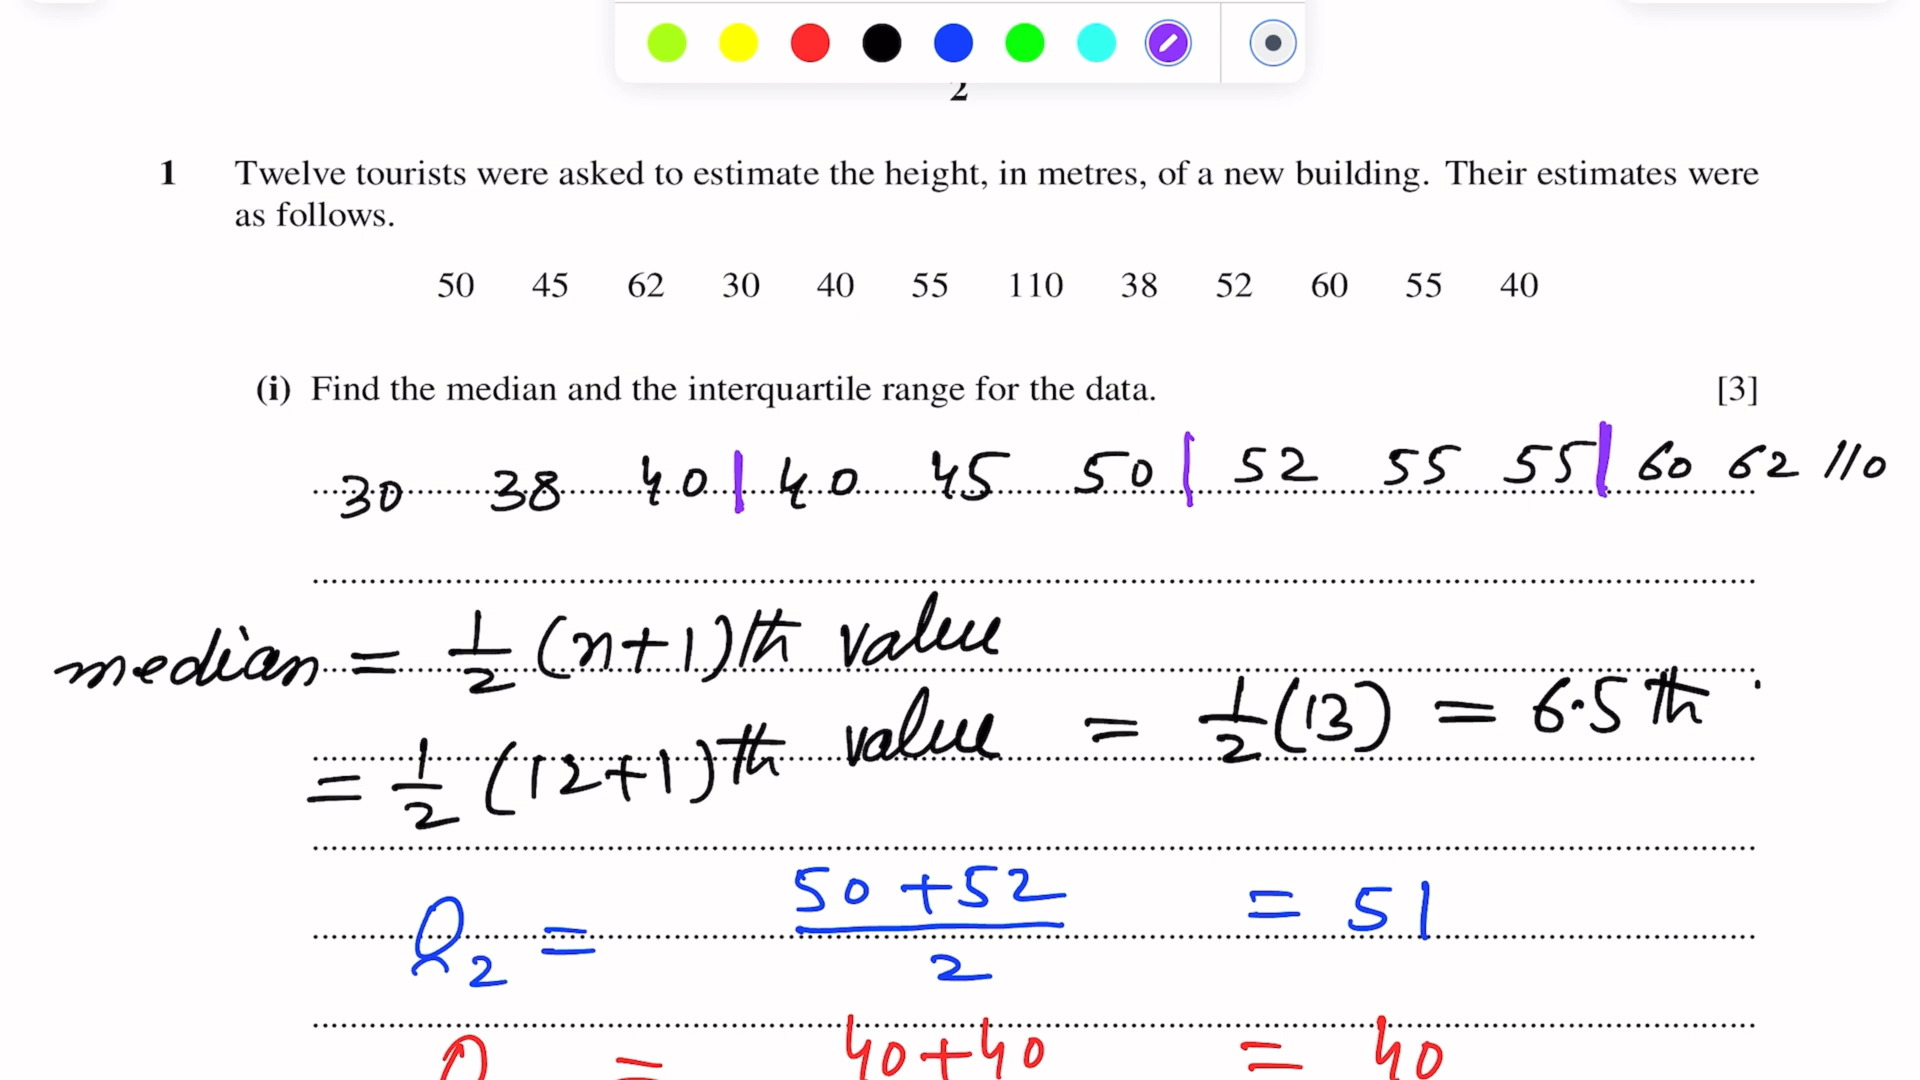 2
1 Twelve tourists were asked to estimate the height, in metres, of a new building. Their estimates were
as follows.
50 45 62 30 40 55 110 38 52 60 55 40
(i) Find the median and the interquartile range for the data. [3]
30 38 40 | 40 45 50 | 52 55 55 | 60 62 110
median = 1/2 (n+1)th value
= 1/2 (12+1)th value = 1/2 (13) = 6.5th
Q2 = (50+52)/2 = 51
= 40+40 = 40